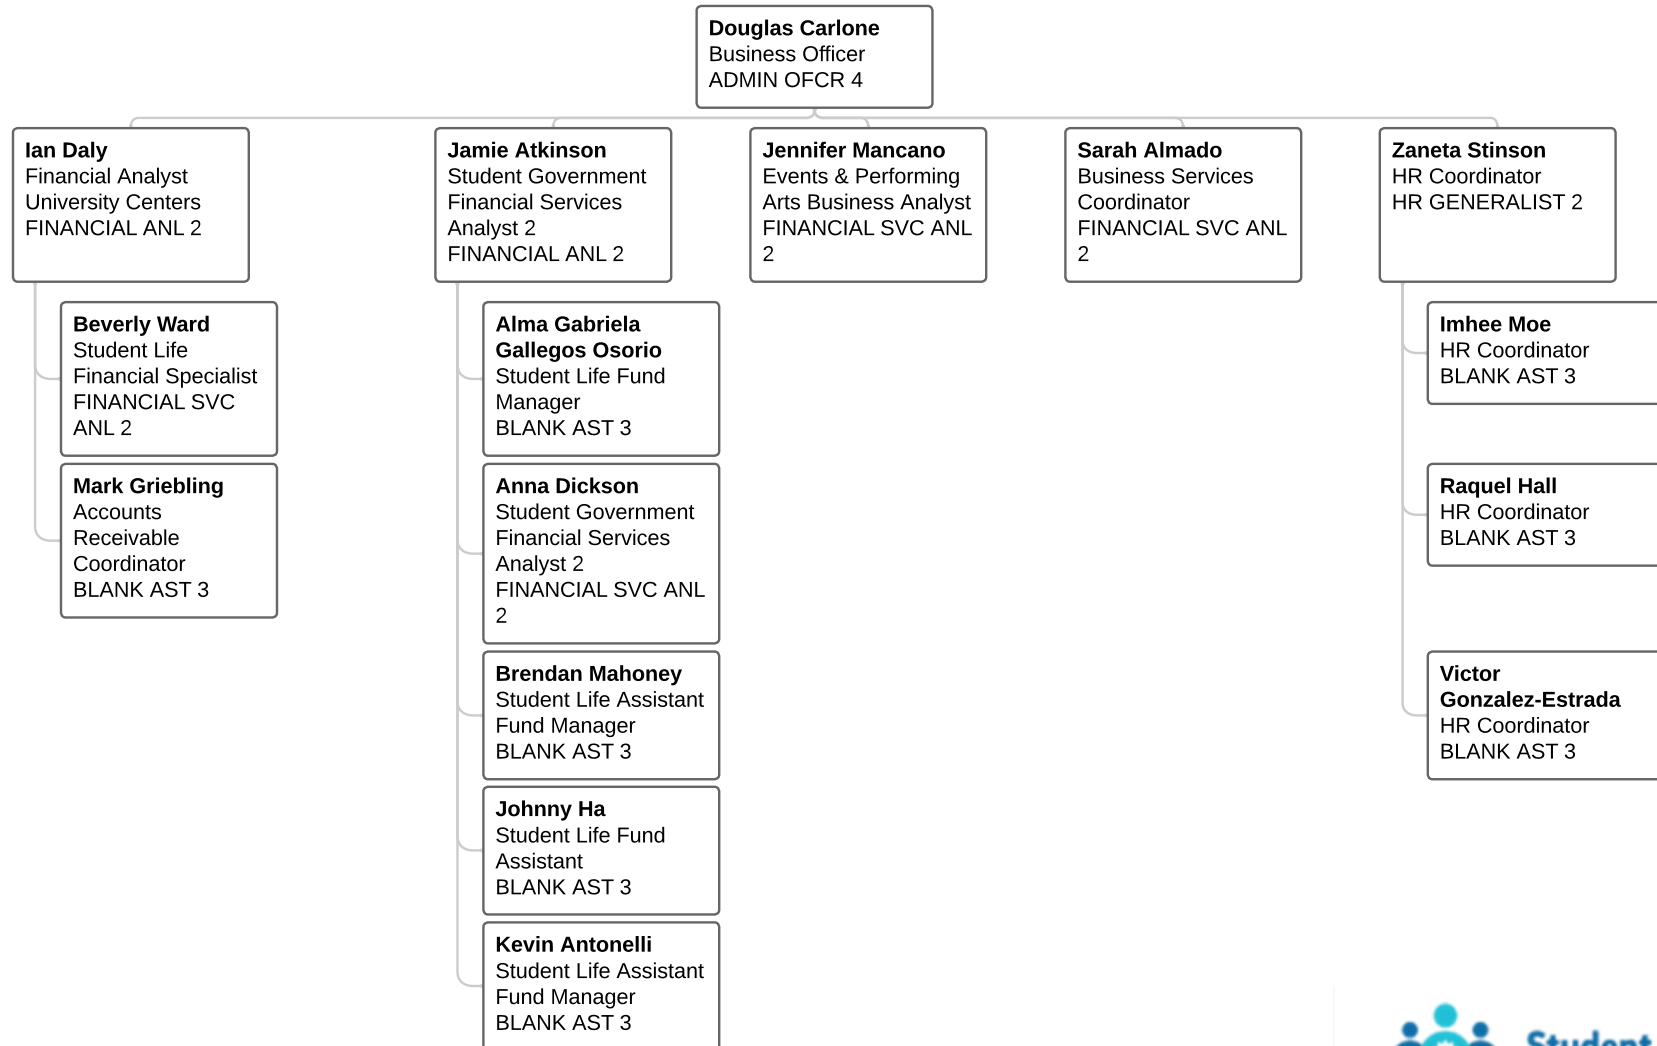 Douglas Carlone
Business Officer
ADMIN OFCR 4
Ian Daly
Financial Analyst
University Centers
FINANCIAL ANL 2
Beverly Ward
Student Life
Financial Specialist
FINANCIAL SVC
ANL 2
Mark Griebling
Accounts
Receivable
Coordinator
BLANK AST 3
Jamie Atkinson
Student Government
Financial Services
Analyst 2
FINANCIAL ANL 2
Alma Gabriela
Gallegos Osorio
Student Life Fund
Manager
BLANK AST 3
Anna Dickson
Student Government
Financial Services
Analyst 2
FINANCIAL SVC ANL
2
Brendan Mahoney
Student Life Assistant
Fund Manager
BLANK AST 3
Johnny Ha
Student Life Fund
Assistant
BLANK AST 3
Kevin Antonelli
Student Life Assistant
Fund Manager
BLANK AST 3
Jennifer Mancano
Events & Performing
Arts Business Analyst
FINANCIAL SVC ANL
2
Sarah Almado
Business Services
Coordinator
FINANCIAL SVC ANL
2
Zaneta Stinson
HR Coordinator
HR GENERALIST 2
Imhee Moe
HR Coordinator
BLANK AST 3
Raquel Hall
HR Coordinator
BLANK AST 3
Victor
Gonzalez-Estrada
HR Coordinator
BLANK AST 3
Student